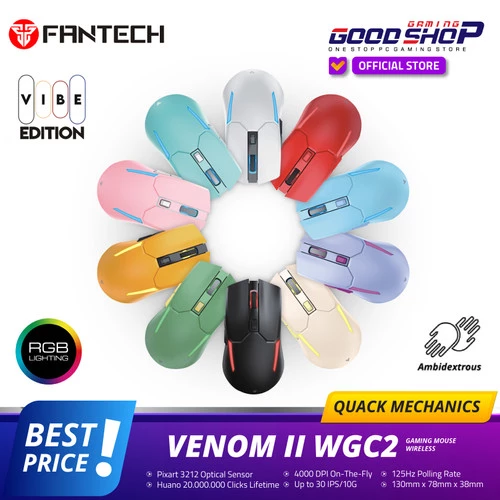 FANTECH
GAMING
GOOD SHOP
ONE STOP PC GAMING STORE
OFFICIAL STORE
VIBE
EDITION
RGB
LIGHTING
Ambidextrous
QUACK MECHANICS
BEST
PRICE!
VENOM II WGC2
GAMING MOUSE
WIRELESS
• Pixart 3212 Optical Sensor
• Huano 20.000.000 Clicks Lifetime
• 4000 DPI On-The-Fly
• Up to 30 IPS/10G
• 125Hz Polling Rate
• 130mm x 78mm x 38mm